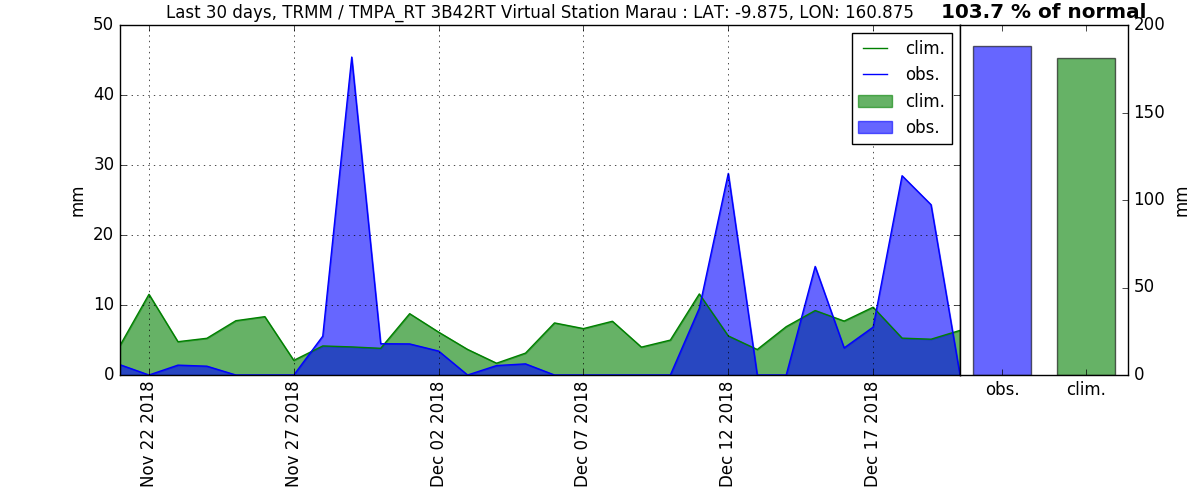 Last 30 days, TRMM / TMPA_RT 3B42RT Virtual Station Marau : LAT: -9.875, LON: 160.875
103.7 % of normal
50
40
30
20
10
0
mm
clim.
obs.
clim.
obs.
Nov 22 2018
Nov 27 2018
Dec 02 2018
Dec 07 2018
Dec 12 2018
Dec 17 2018
200
150
100
50
0
mm
obs.
clim.